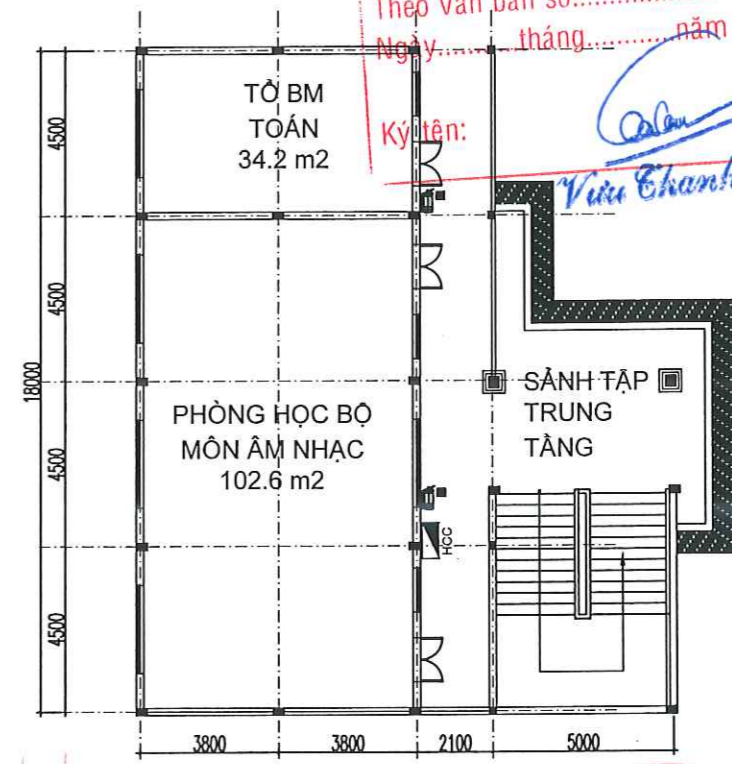 Theo văn bản số..............
Ngày..........tháng............năm
Ký tên:
Vưu Thanh
TỔ BM
TOÁN
34.2 m2
4500
4500
18000
4500
4500
PHÒNG HỌC BỘ
MÔN ÂM NHẠC
102.6 m2
SẢNH TẬP
TRUNG
TẦNG
HCC
3800
3800
2100
5000